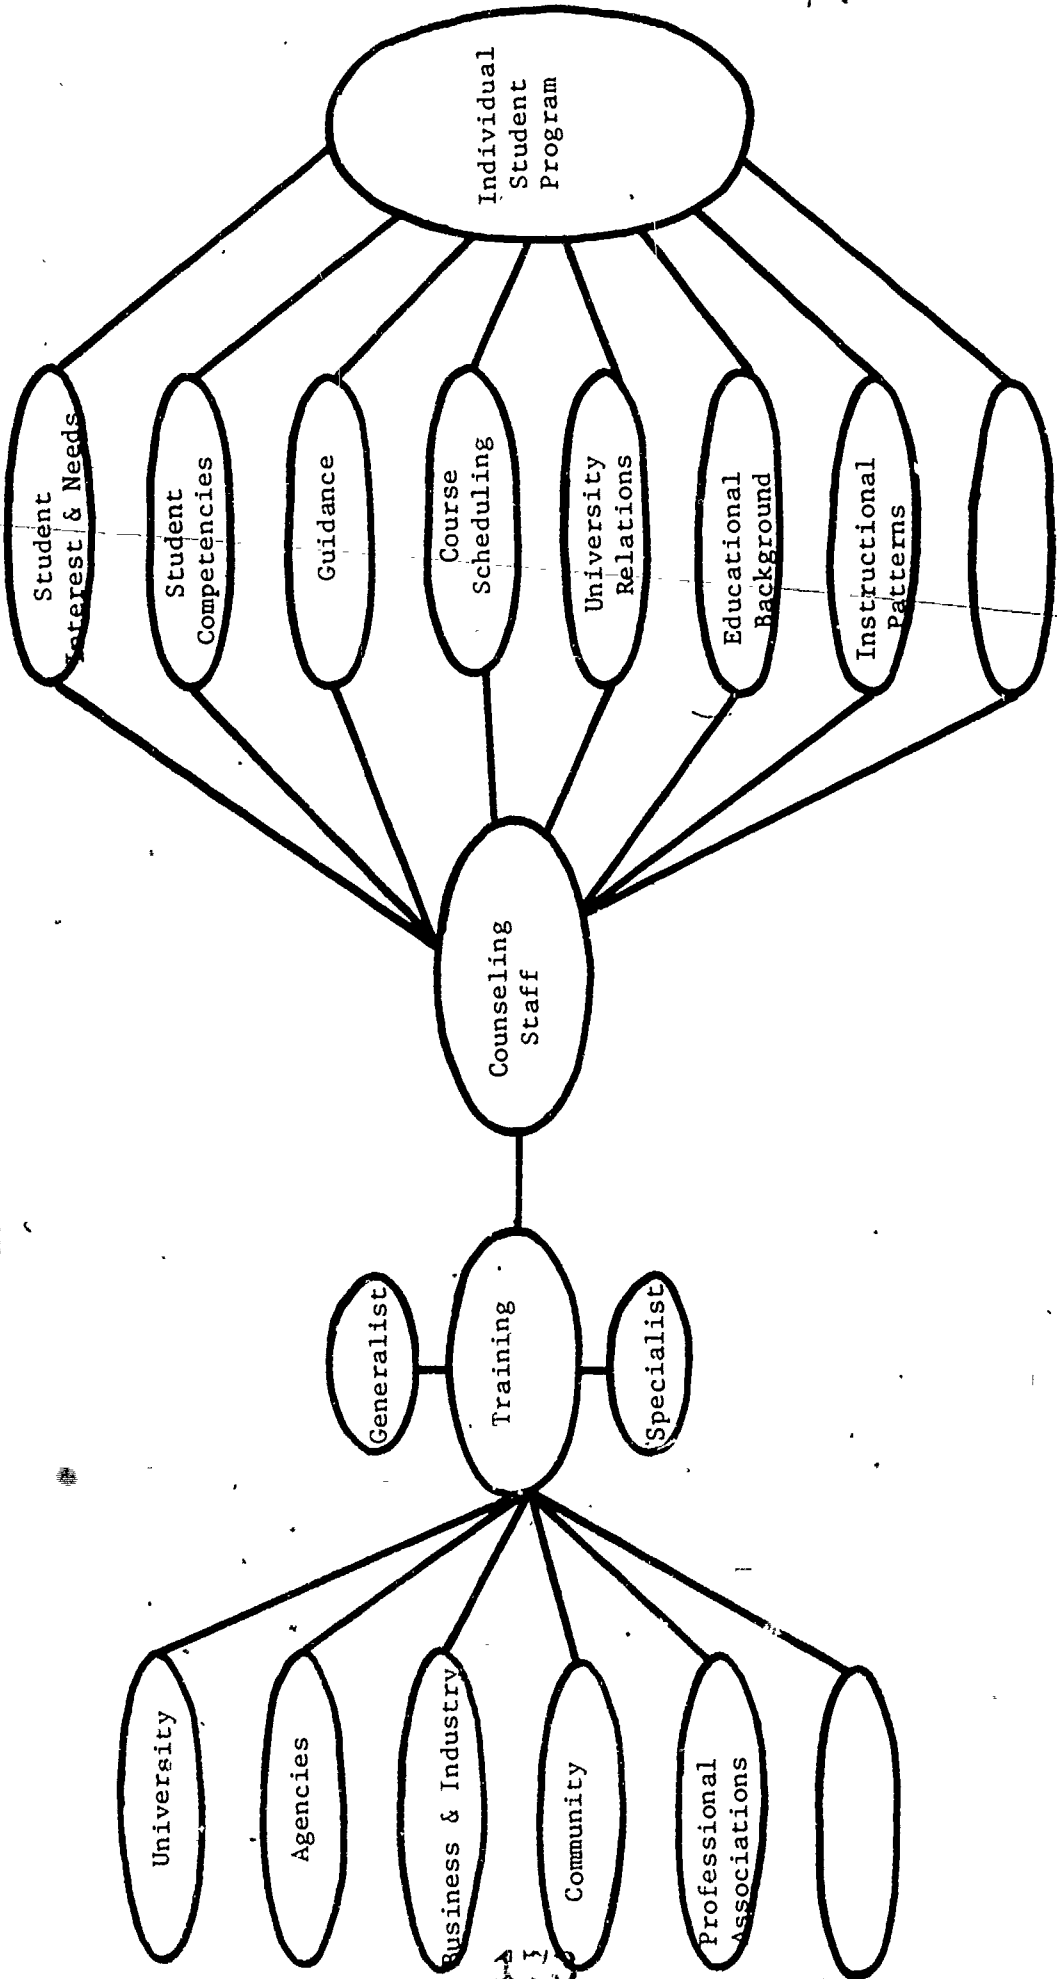 University
Agencies
Business & Industry
Community
Professional
Associations
Generalist
Training
Specialist
Counseling
Staff
Student
Interest & Needs
Student
Competencies
Guidance
Course
Scheduling
University
Relations
Educational
Background
Instructional
Patterns
Individual
Student
Program